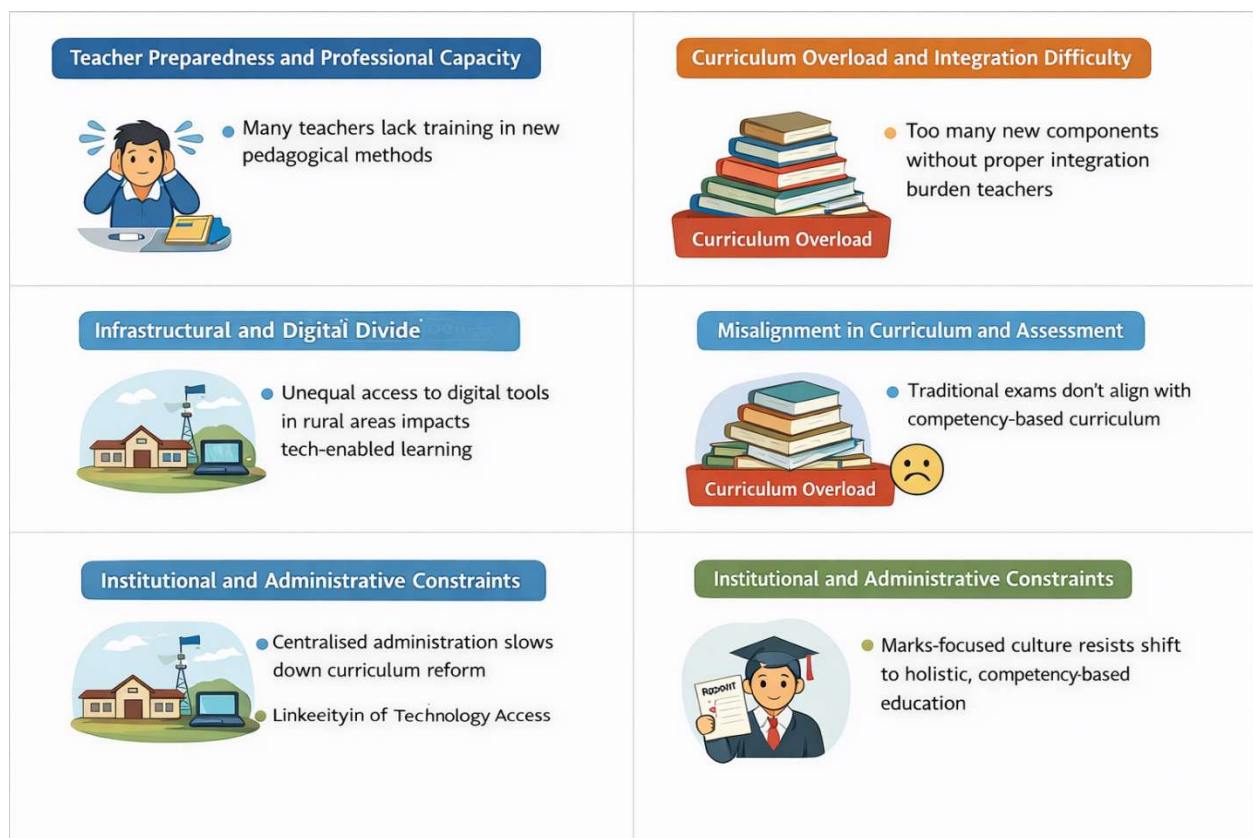 Teacher Preparedness and Professional Capacity
Many teachers lack training in new
pedagogical methods
Curriculum Overload and Integration Difficulty
Too many new components
without proper integration
burden teachers
Curriculum Overload
Infrastructural and Digital Divide
Unequal access to digital tools
in rural areas impacts
tech-enabled learning
Misalignment in Curriculum and Assessment
Traditional exams don't align with
competency-based curriculum
Curriculum Overload
Institutional and Administrative Constraints
Centralised administration slows
down curriculum reform
Linkeeityin of Technology Access
Institutional and Administrative Constraints
Marks-focused culture resists shift
to holistic, competency-based
education